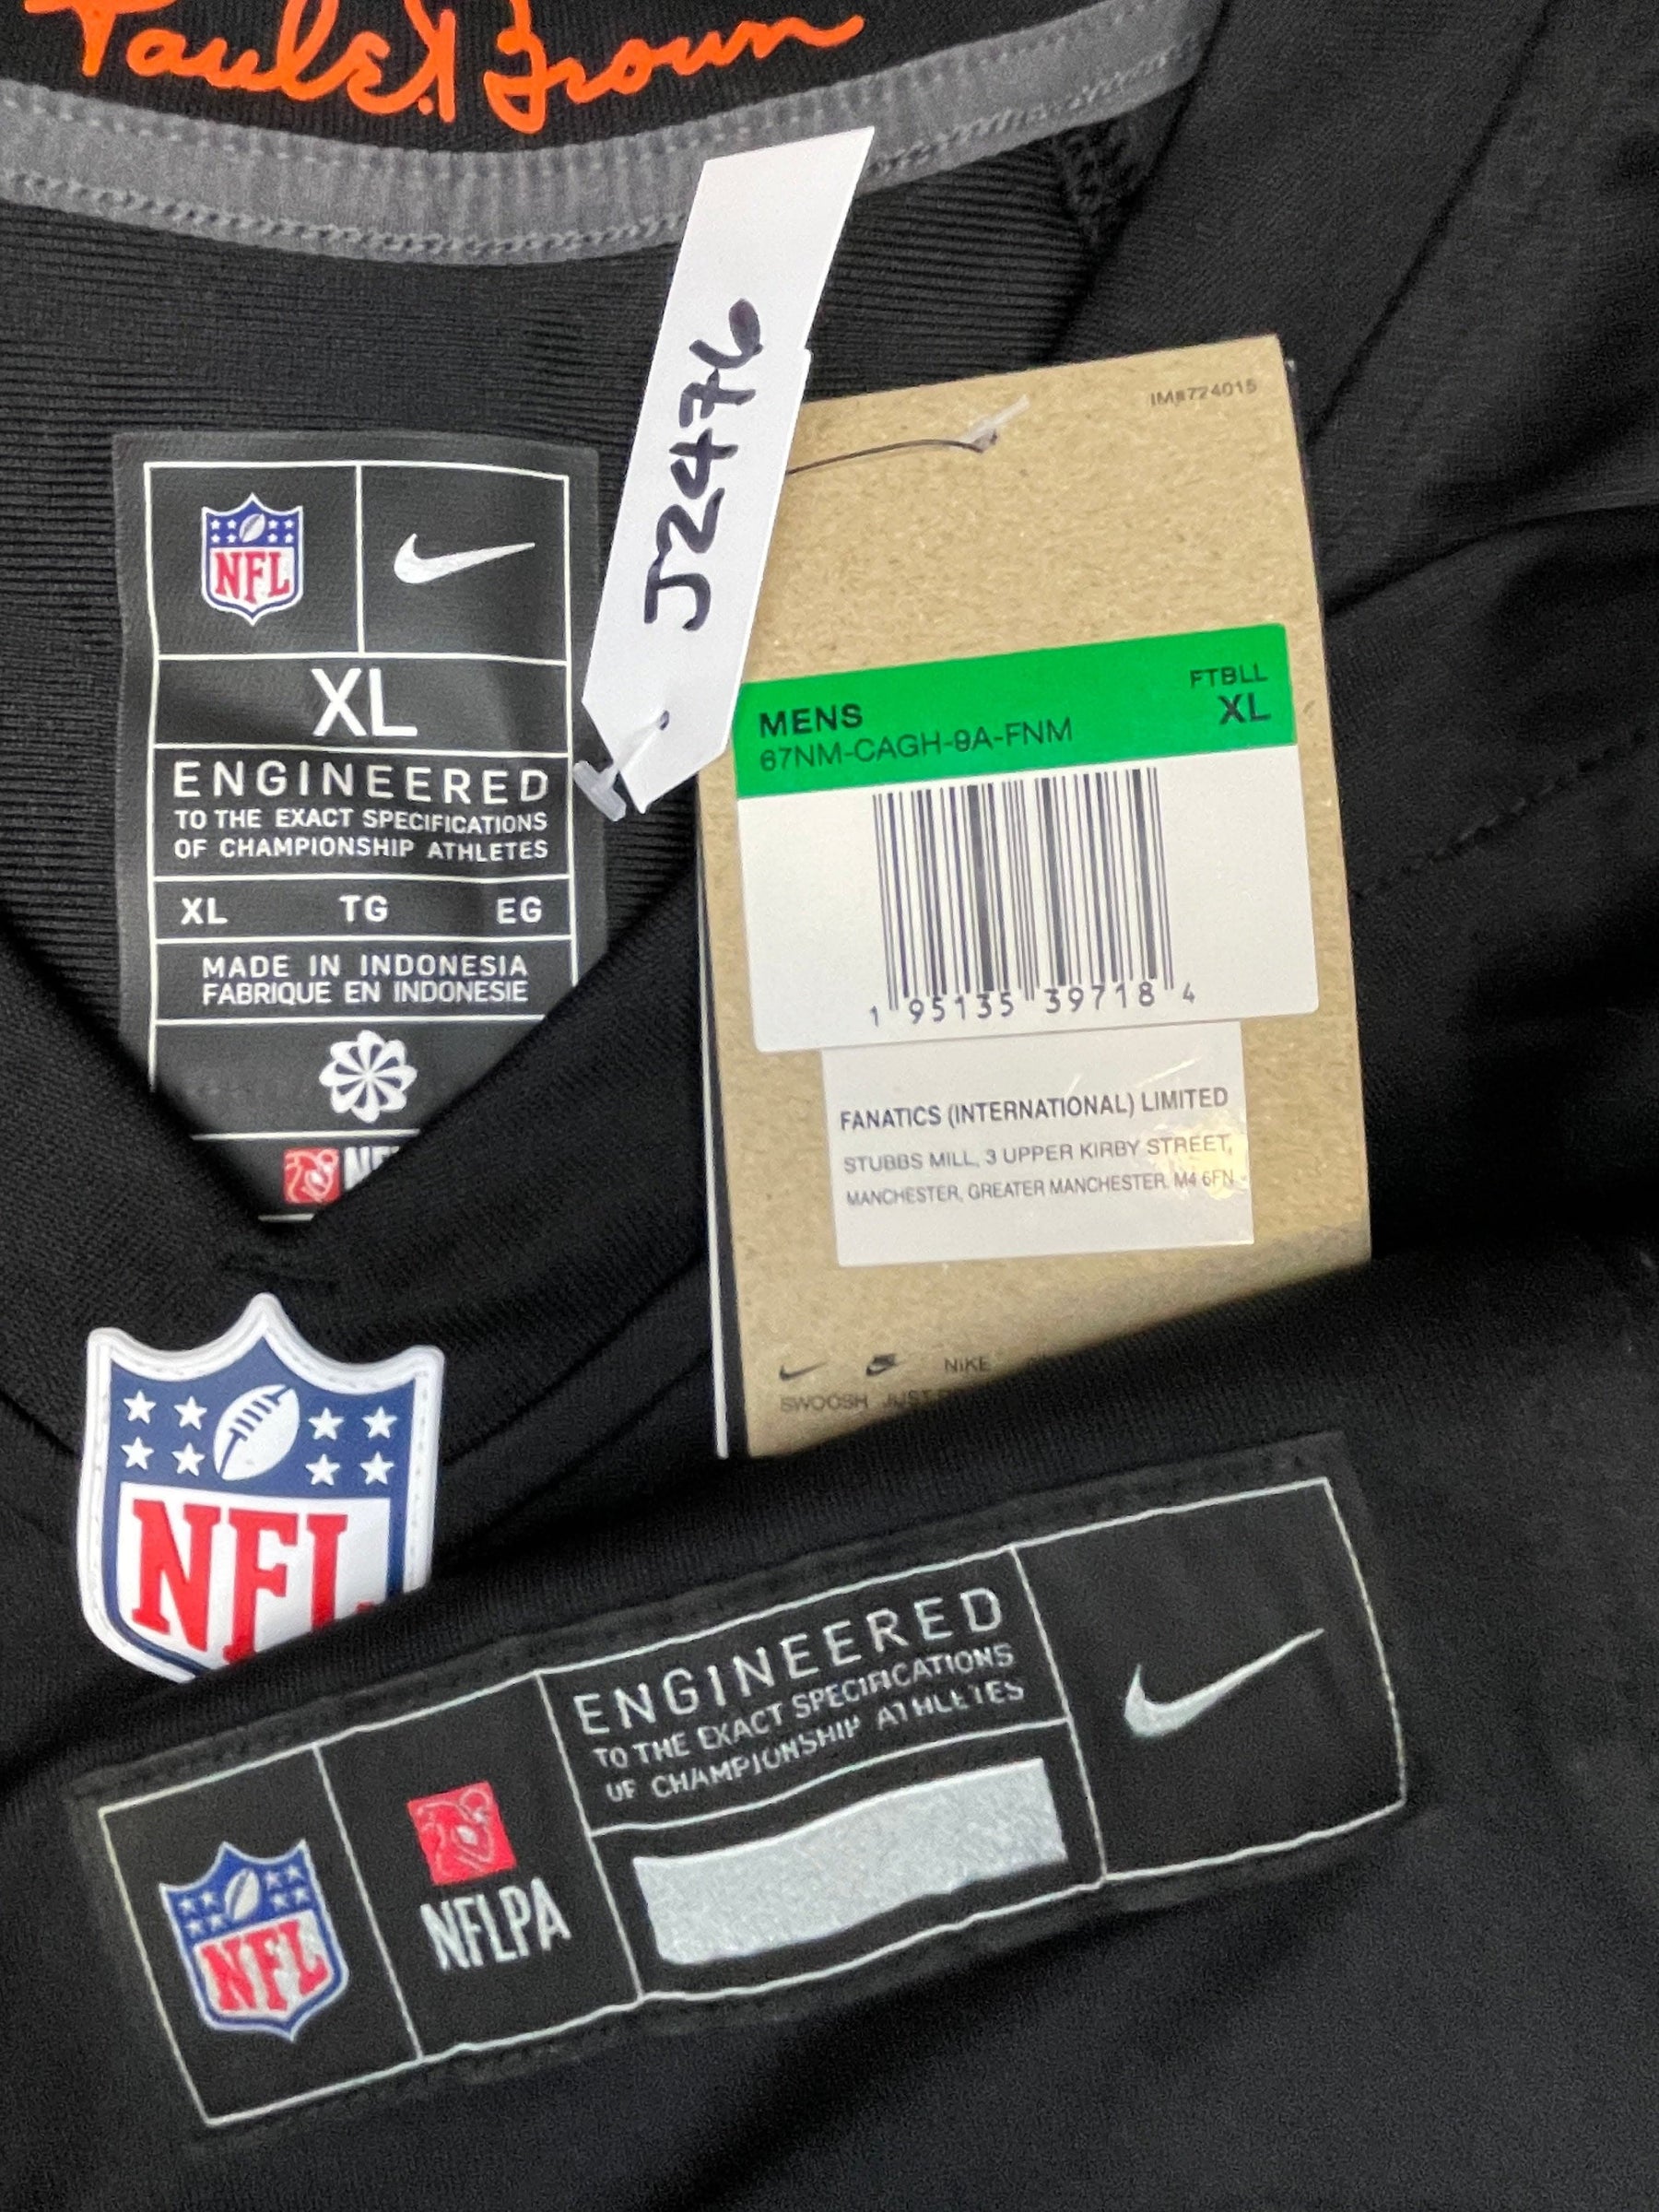 Paul E. Brown
J2476
IM#724015
NFL
XL
ENGINEERED
TO THE EXACT SPECIFICATIONS
OF CHAMPIONSHIP ATHLETES
XL TG EG
MADE IN INDONESIA
FABRIQUE EN INDONESIE
MENS
FTBLL
XL
67NM-CAGH-9A-FNM
1 95135 39718 4
FANATICS (INTERNATIONAL) LIMITED
STUBBS MILL, 3 UPPER KIRBY STREET,
MANCHESTER, GREATER MANCHESTER, M4 6FN
NIKE
SWOOSH JUST
NFL
ENGINEERED
TO THE EXACT SPECIFICATIONS
OF CHAMPIONSHIP ATHLETES
NFL
NFLPA